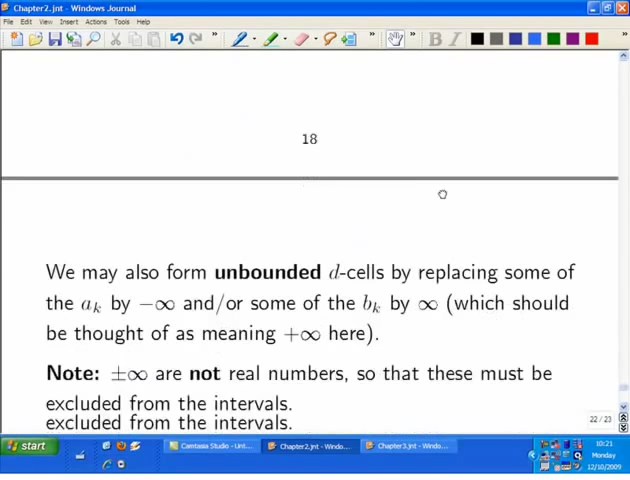 Chapter2.jnt - Windows Journal
File Edit View Insert Actions Tools Help
B I
18
We may also form unbounded d-cells by replacing some of
the a_k by −∞ and/or some of the b_k by ∞ (which should
be thought of as meaning +∞ here).
Note: ±∞ are not real numbers, so that these must be
excluded from the intervals.
excluded from the intervals.
22 / 23
start
Camtasia Studio - Unt...
Chapter2.jnt - Windo...
Chapter3.jnt - Windo...
10:21
Monday
12/10/2009